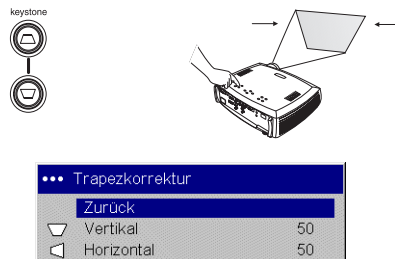 keystone
••• Trapezkorrektur
Zurück
Vertikal 50
Horizontal 50